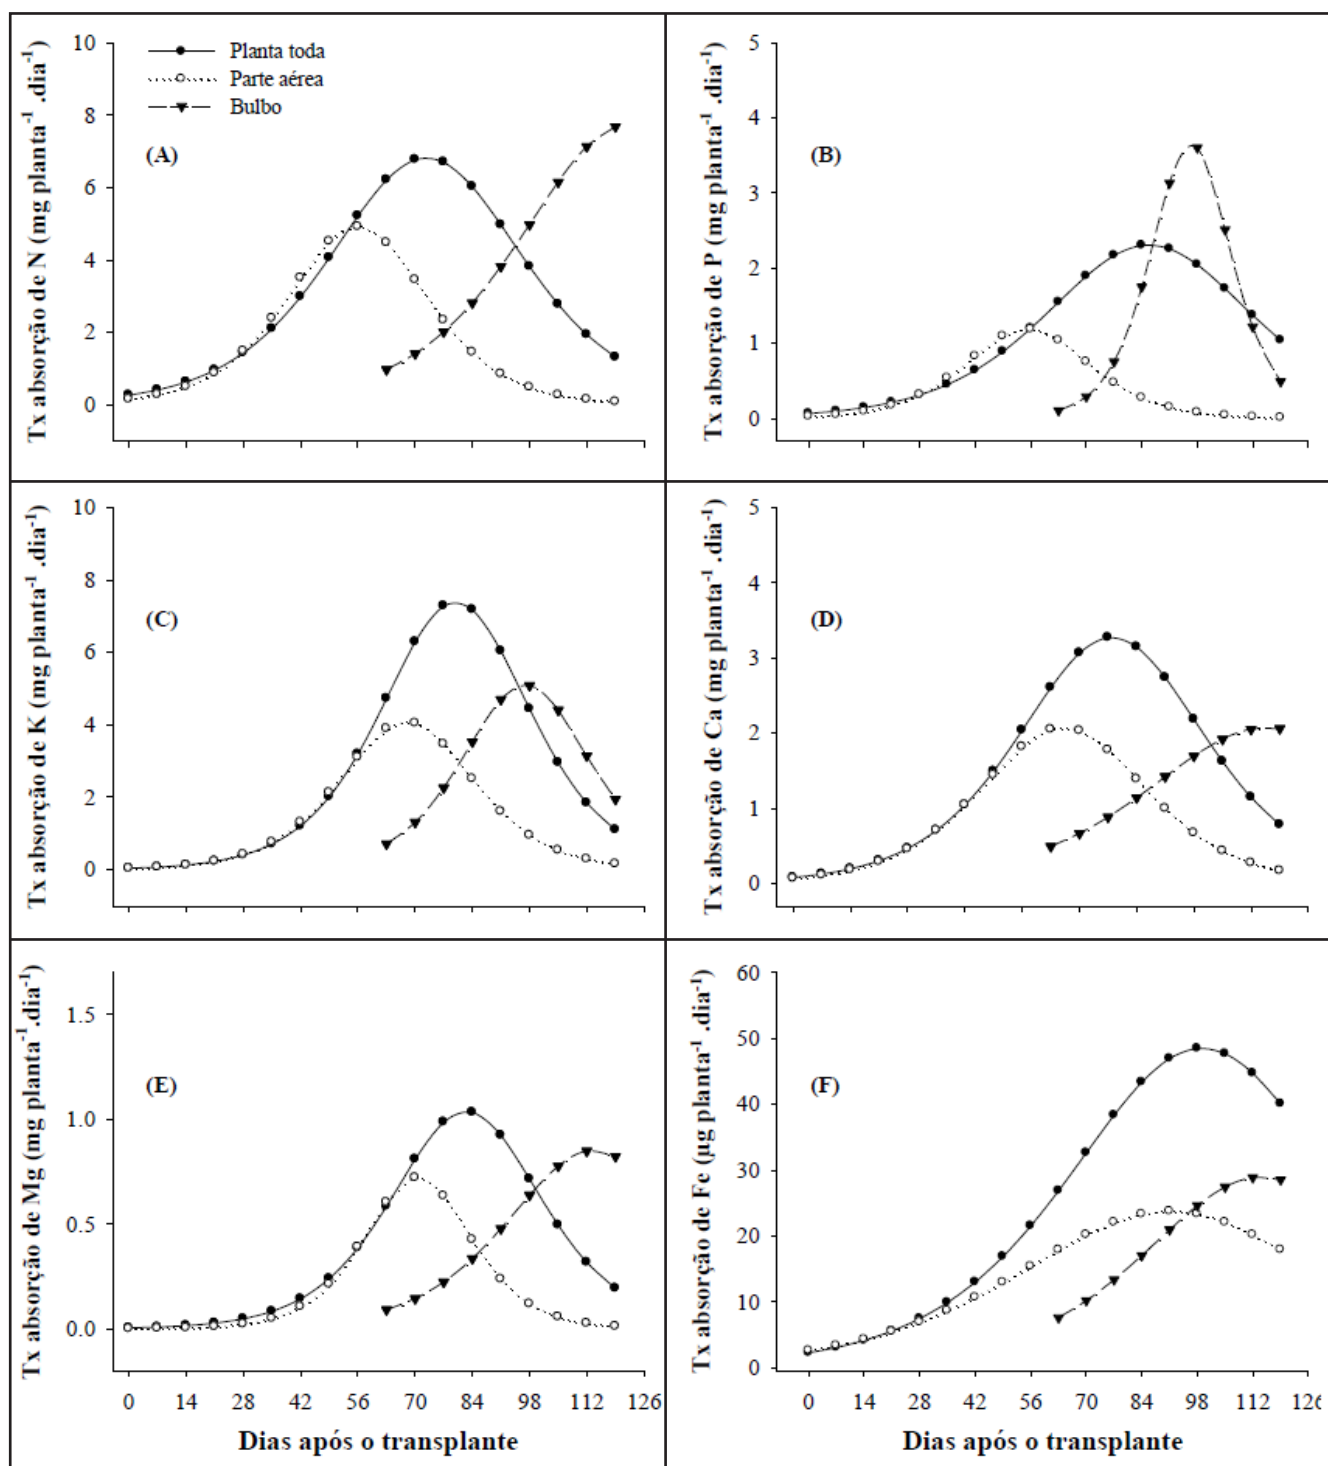 Tx absorção de N (mg planta⁻¹ .dia⁻¹)
10
8
6
4
2
0
Planta toda
Parte aérea
Bulbo
(A)
Tx absorção de P (mg planta⁻¹ .dia⁻¹)
5
4
3
2
1
0
(B)
Tx absorção de K (mg planta⁻¹ .dia⁻¹)
10
8
6
4
2
0
(C)
Tx absorção de Ca (mg planta⁻¹ .dia⁻¹)
5
4
3
2
1
0
(D)
Tx absorção de Mg (mg planta⁻¹.dia⁻¹)
1.5
1.0
0.5
0.0
(E)
0 14 28 42 56 70 84 98 112 126
Dias após o transplante
Tx absorção de Fe (µg planta⁻¹ .dia⁻¹)
60
50
40
30
20
10
0
(F)
0 14 28 42 56 70 84 98 112 126
Dias após o transplante